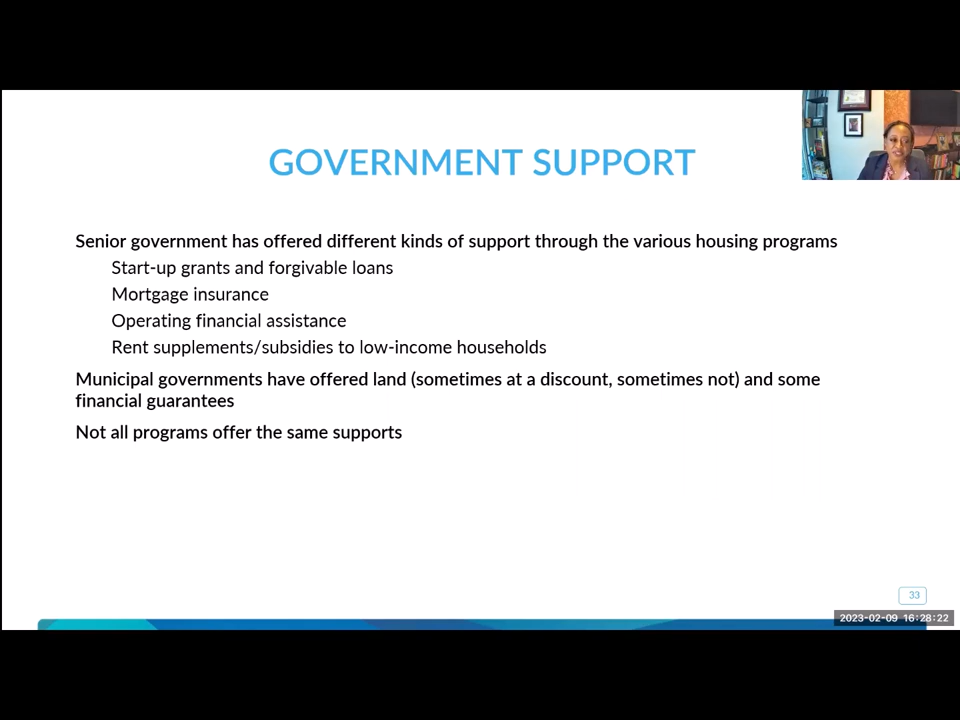 GOVERNMENT SUPPORT
Senior government has offered different kinds of support through the various housing programs
Start-up grants and forgivable loans
Mortgage insurance
Operating financial assistance
Rent supplements/subsidies to low-income households
Municipal governments have offered land (sometimes at a discount, sometimes not) and some
financial guarantees
Not all programs offer the same supports
33
2023-02-09 16:28:22